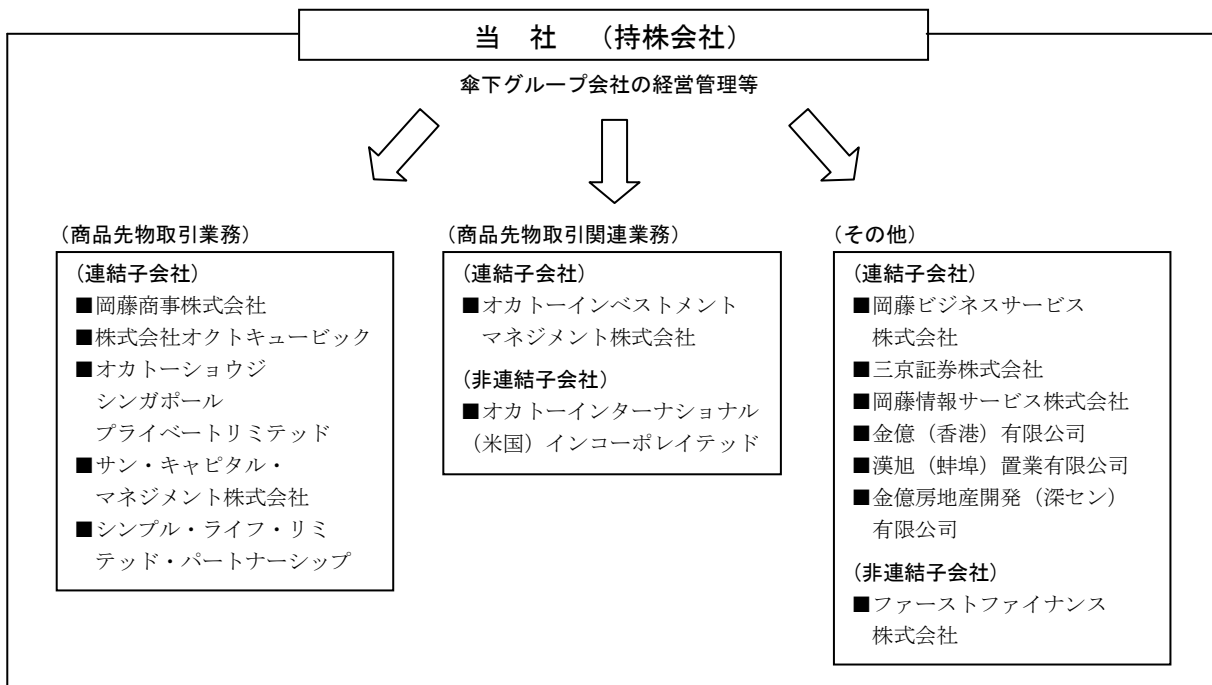 当 社 （持株会社）
傘下グループ会社の経営管理等
（商品先物取引業務）
（連結子会社）
■岡藤商事株式会社
■株式会社オクトキュービック
■オカトーショウジ
シンガポール
プライベートリミテッド
■サン・キャピタル・
マネジメント株式会社
■シンプル・ライフ・リミ
テッド・パートナーシップ
（商品先物取引関連業務）
（連結子会社）
■オカトーインベストメント
マネジメント株式会社
（非連結子会社）
■オカトーインターナショナル
（米国）インコーポレイテッド
（その他）
（連結子会社）
■岡藤ビジネスサービス
株式会社
■三京証券株式会社
■岡藤情報サービス株式会社
■金億（香港）有限公司
■漢旭（蚌埠）置業有限公司
■金億房地産開発（深セン）
有限公司
（非連結子会社）
■ファーストファイナンス
株式会社